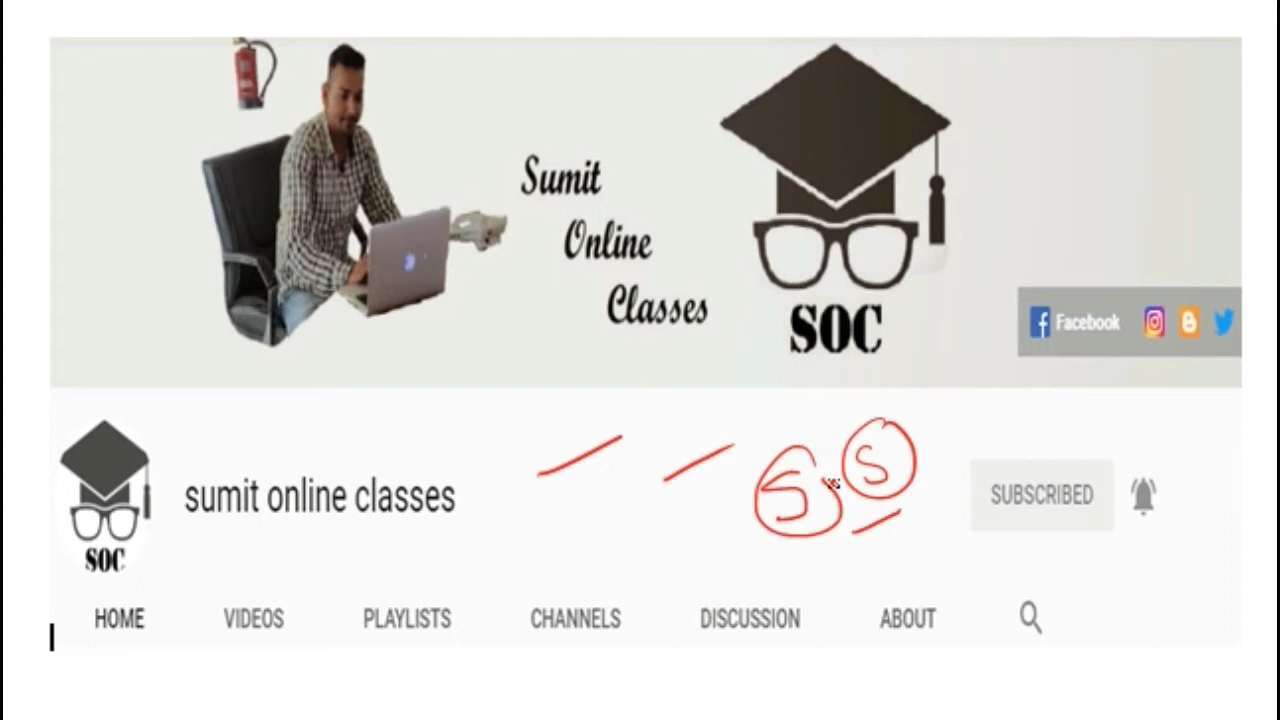 Sumit
Online
Classes
SOC
Facebook
SOC
sumit online classes
S S
SUBSCRIBED
HOME VIDEOS PLAYLISTS CHANNELS DISCUSSION ABOUT